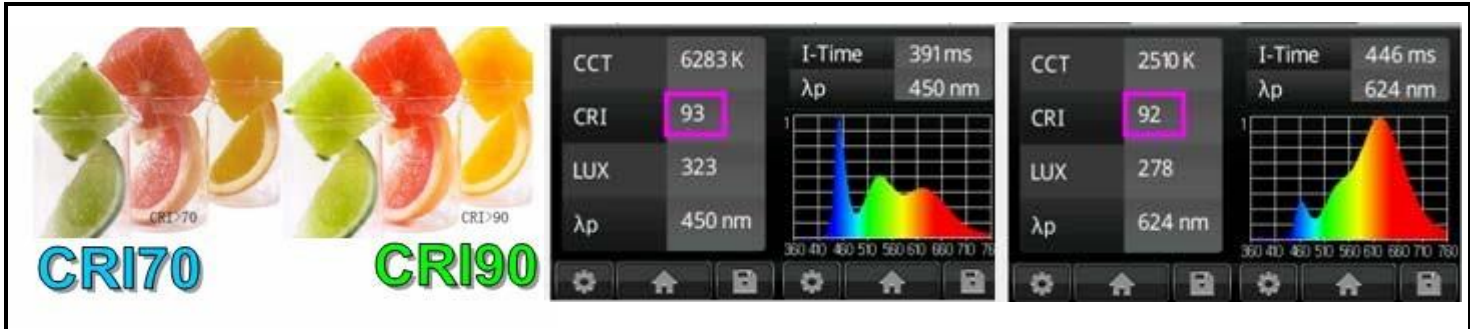 CRI>70
CRI>90
CRI70
CRI90
CCT 6283 K
CRI 93
LUX 323
λp 450 nm
I-Time 391 ms
λp 450 nm
1
360 410 460 510 560 610 660 710 76
CCT 2510 K
CRI 92
LUX 278
λp 624 nm
I-Time 446 ms
λp 624 nm
1
360 410 460 510 560 610 660 710 760